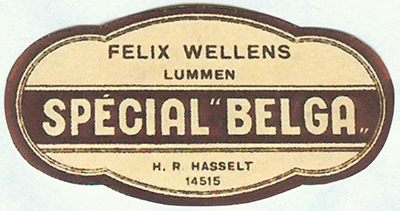 FELIX WELLENS
LUMMEN
SPÉCIAL "BELGA„
H. R. HASSELT
14515